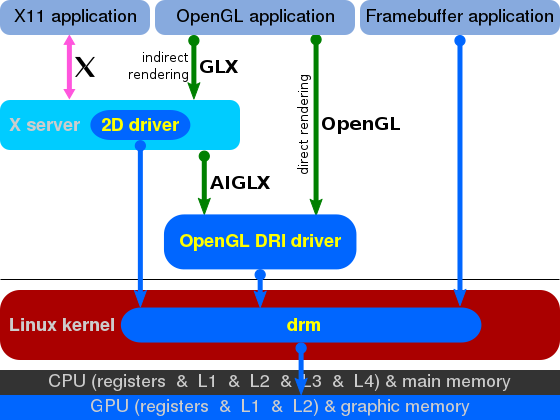 X11 application
OpenGL application
Framebuffer application
indirect
rendering
GLX
X
direct rendering
OpenGL
X server
2D driver
AIGLX
OpenGL DRI driver
Linux kernel
drm
CPU (registers & L1 & L2 & L3 & L4) & main memory
GPU (registers & L1 & L2) & graphic memory